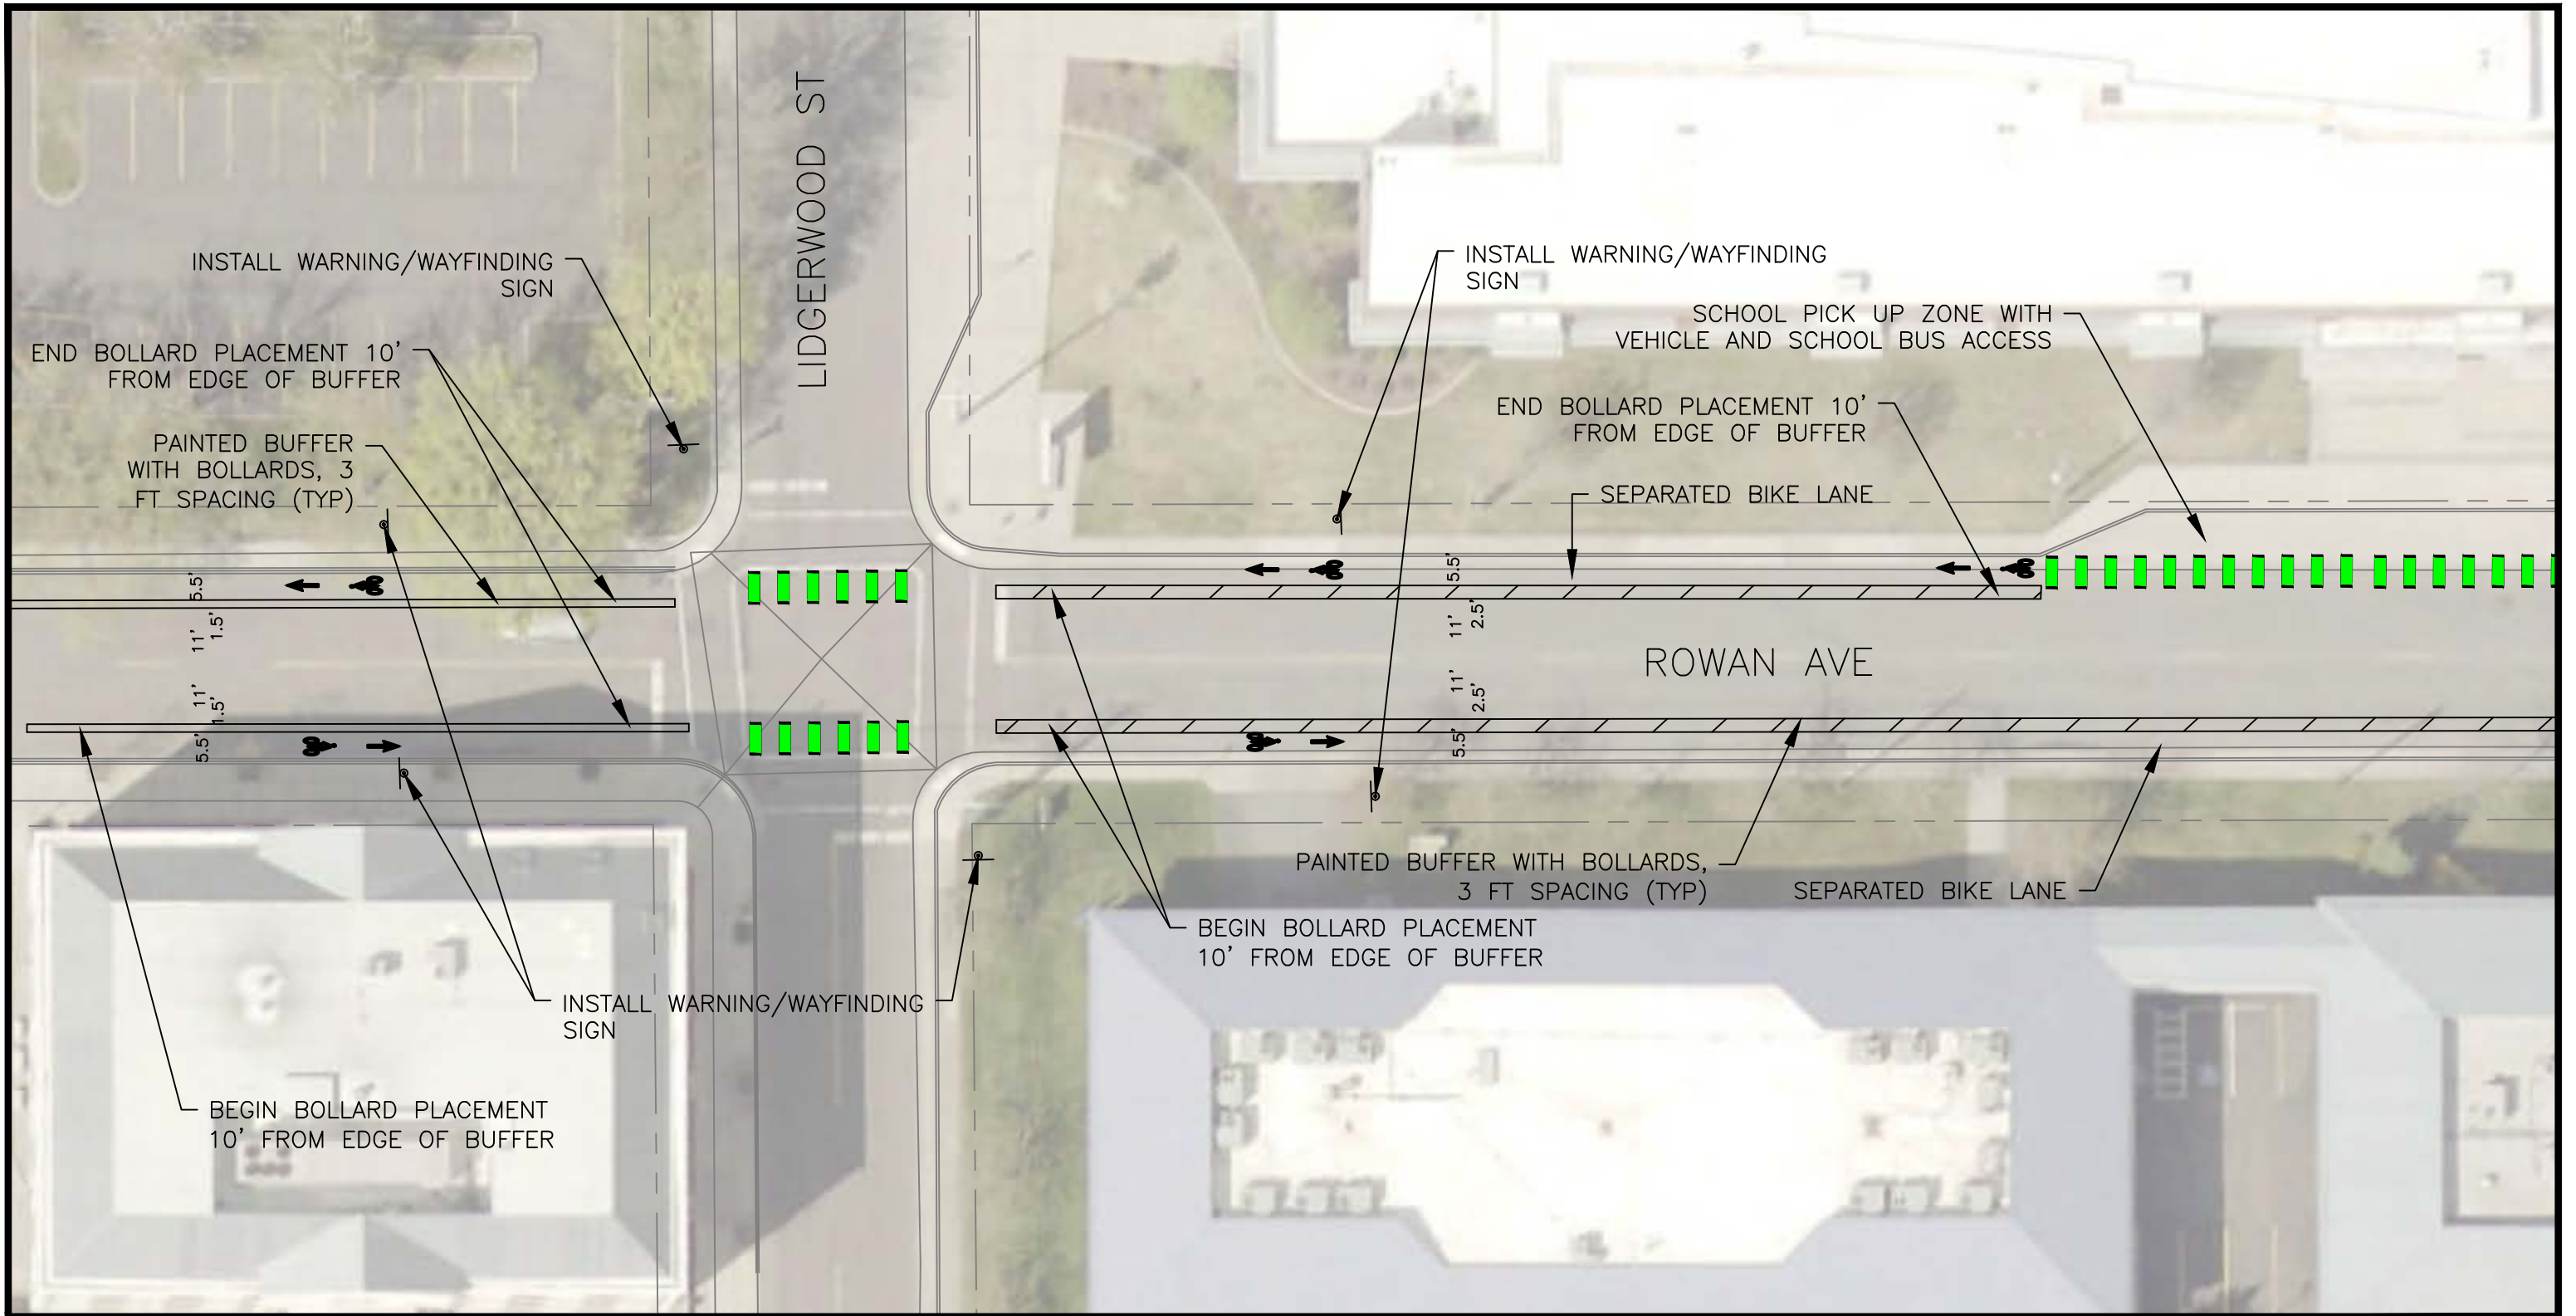 LIDGERWOOD ST
INSTALL WARNING/WAYFINDING
SIGN
END BOLLARD PLACEMENT 10'
FROM EDGE OF BUFFER
PAINTED BUFFER
WITH BOLLARDS, 3
FT SPACING (TYP)
INSTALL WARNING/WAYFINDING
SIGN
SCHOOL PICK UP ZONE WITH
VEHICLE AND SCHOOL BUS ACCESS
END BOLLARD PLACEMENT 10'
FROM EDGE OF BUFFER
SEPARATED BIKE LANE
5.5'
1.5'
11'
11'
1.5'
5.5'
5.5'
2.5'
11'
11'
2.5'
5.5'
ROWAN AVE
PAINTED BUFFER WITH BOLLARDS,
3 FT SPACING (TYP)
SEPARATED BIKE LANE
BEGIN BOLLARD PLACEMENT
10' FROM EDGE OF BUFFER
INSTALL WARNING/WAYFINDING
SIGN
BEGIN BOLLARD PLACEMENT
10' FROM EDGE OF BUFFER